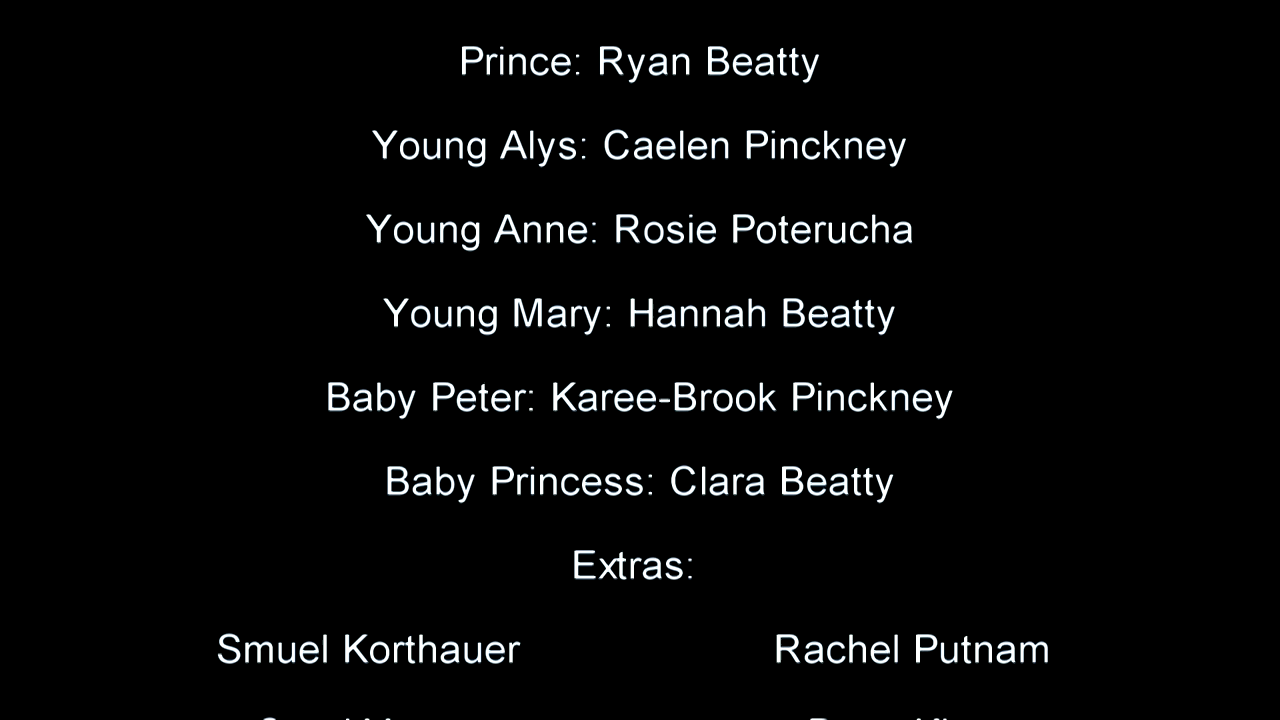 Prince: Ryan Beatty
Young Alys: Caelen Pinckney
Young Anne: Rosie Poterucha
Young Mary: Hannah Beatty
Baby Peter: Karee-Brook Pinckney
Baby Princess: Clara Beatty
Extras:
Smuel Korthauer Rachel Putnam